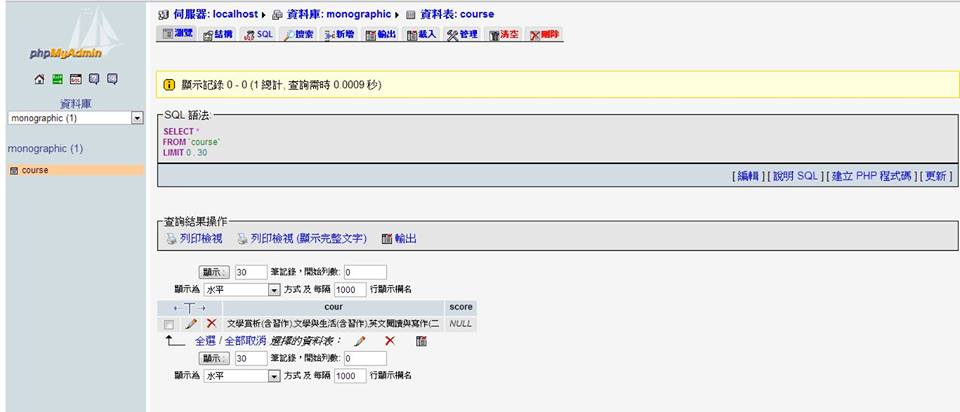 伺服器: localhost ▸ 資料庫: monographic ▸ 資料表: course
瀏覽 結構 SQL 搜索 新增 輸出 載入 管理 清空 刪除
phpMyAdmin
資料庫
monographic (1)
monographic (1)
course
顯示記錄 0 - 0 (1 總計, 查詢需時 0.0009 秒)
SQL 語法:
SELECT *
FROM `course`
LIMIT 0 , 30
[ 編輯 ] [ 說明 SQL ] [ 建立 PHP 程式碼 ] [ 更新 ]
查詢結果操作
列印檢視 列印檢視 (顯示完整文字) 輸出
顯示: 30 筆記錄，開始列數: 0
顯示為 水平 方式 及 每隔 1000 行顯示欄名
←T→ cour score
文學賞析(含習作),文學與生活(含習作),英文閱讀與寫作(二 NULL
全選 / 全部取消 選擇的資料表：
顯示: 30 筆記錄，開始列數: 0
顯示為 水平 方式 及 每隔 1000 行顯示欄名